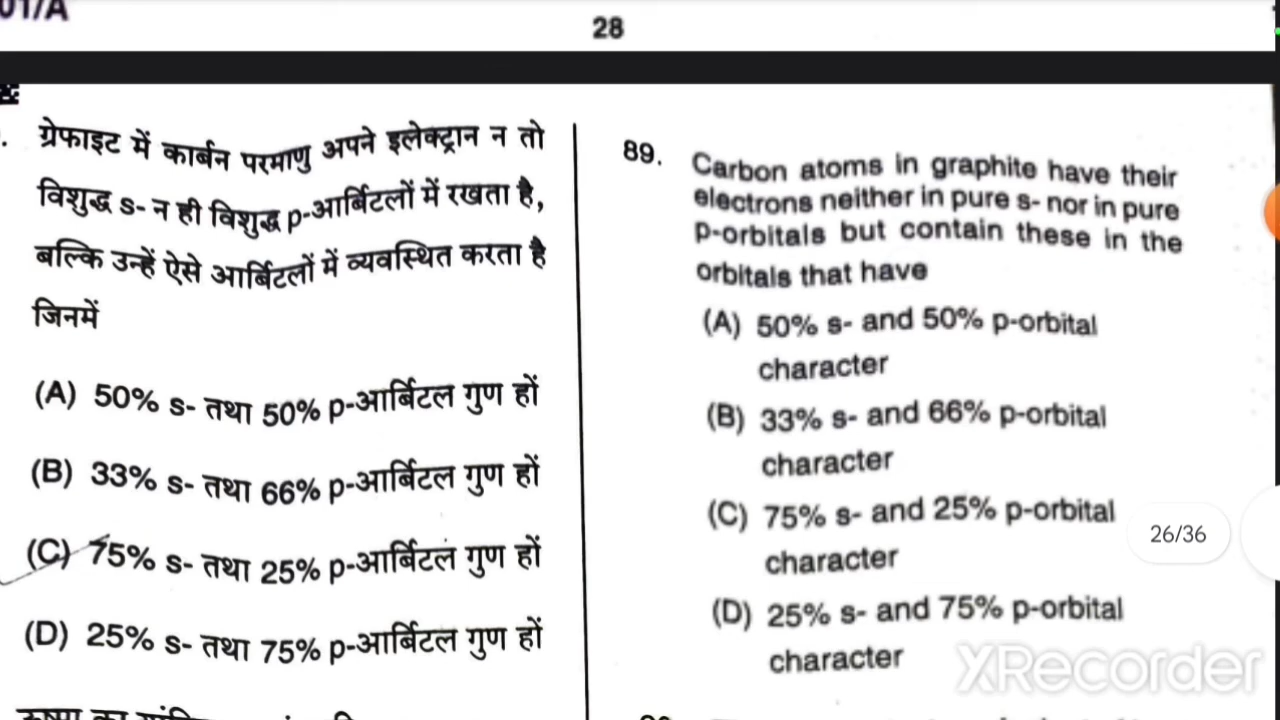 01/A
28
ग्रेफाइट में कार्बन परमाणु अपने इलेक्ट्रान न तो
विशुद्ध s- न ही विशुद्ध p-आर्बिटलों में रखता है,
बल्कि उन्हें ऐसे आर्बिटलों में व्यवस्थित करता है
जिनमें
(A) 50% s- तथा 50% p-आर्बिटल गुण हों
(B) 33% s- तथा 66% p-आर्बिटल गुण हों
(C) 75% s- तथा 25% p-आर्बिटल गुण हों
(D) 25% s- तथा 75% p-आर्बिटल गुण हों
89. Carbon atoms in graphite have their
electrons neither in pure s- nor in pure
p-orbitals but contain these in the
orbitals that have
(A) 50% s- and 50% p-orbital
character
(B) 33% s- and 66% p-orbital
character
(C) 75% s- and 25% p-orbital
character
(D) 25% s- and 75% p-orbital
character
26/36
XRecorder